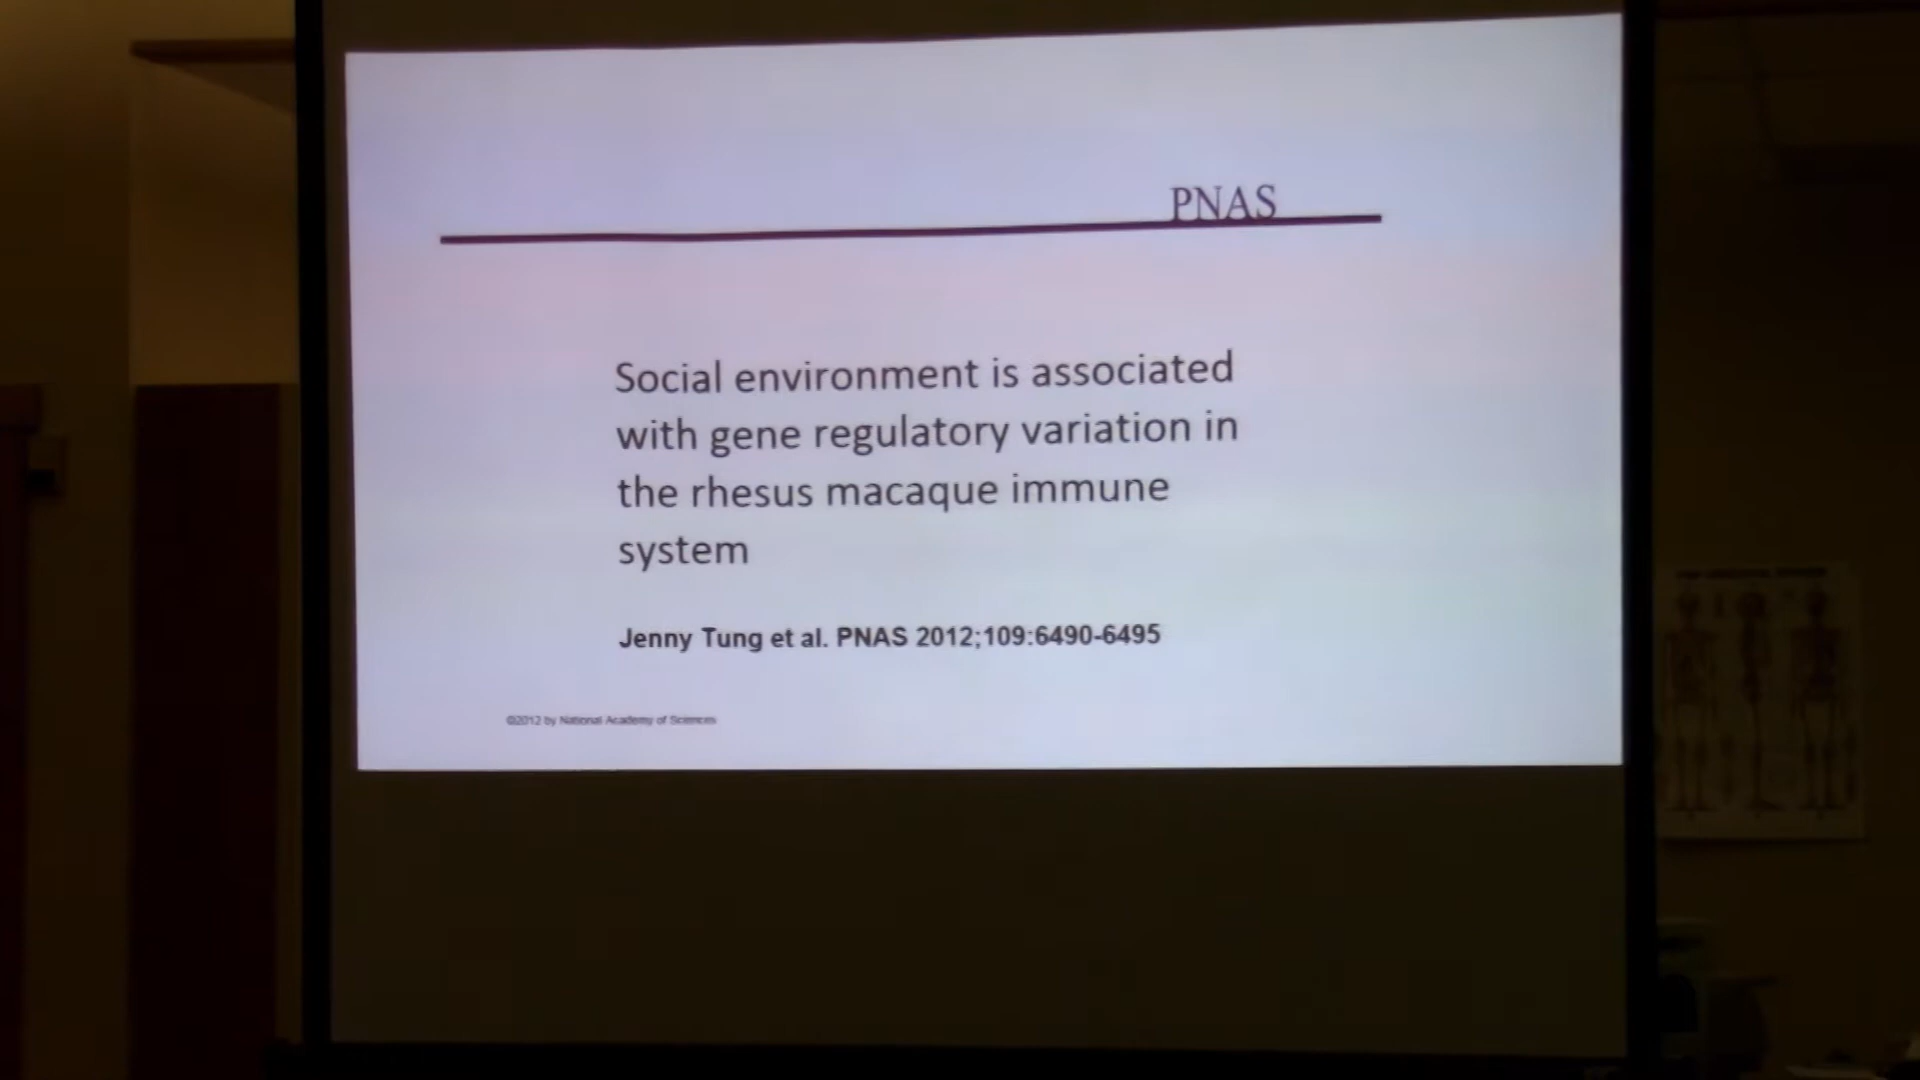 PNAS
Social environment is associated
with gene regulatory variation in
the rhesus macaque immune
system
Jenny Tung et al. PNAS 2012;109:6490-6495
©2012 by National Academy of Sciences